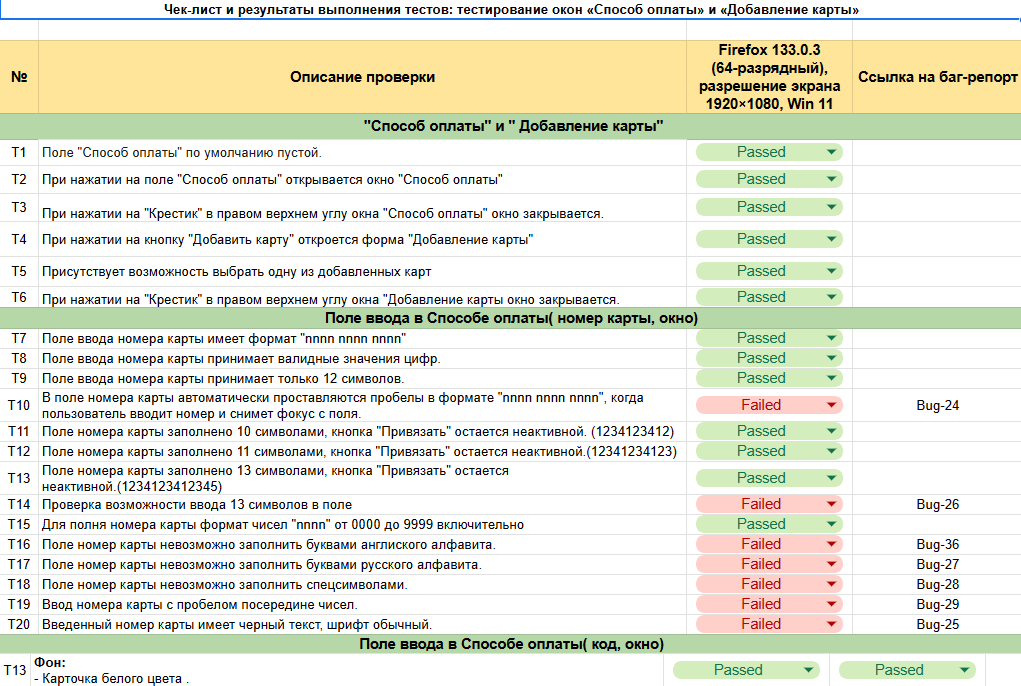 Чек-лист и результаты выполнения тестов: тестирование окон «Способ оплаты» и «Добавление карты»
№
Описание проверки
Firefox 133.0.3
(64-разрядный),
разрешение экрана
1920×1080, Win 11
Ссылка на баг-репорт
"Способ оплаты" и " Добавление карты"
T1 Поле "Способ оплаты" по умолчанию пустой. Passed
T2 При нажатии на поле "Способ оплаты" открывается окно "Способ оплаты" Passed
T3 При нажатии на "Крестик" в правом верхнем углу окна "Способ оплаты" окно закрывается. Passed
T4 При нажатии на кнопку "Добавить карту" откроется форма "Добавление карты" Passed
T5 Присутствует возможность выбрать одну из добавленных карт Passed
T6 При нажатии на "Крестик" в правом верхнем углу окна "Добавление карты окно закрывается. Passed
Поле ввода в Способе оплаты( номер карты, окно)
T7 Поле ввода номера карты имеет формат "nnnn nnnn nnnn" Passed
T8 Поле ввода номера карты принимает валидные значения цифр. Passed
T9 Поле ввода номера карты принимает только 12 символов. Passed
T10 В поле номера карты автоматически проставляются пробелы в формате "nnnn nnnn nnnn", когда
пользователь вводит номер и снимет фокус с поля. Failed Bug-24
T11 Поле номера карты заполнено 10 символами, кнопка "Привязать" остается неактивной. (1234123412) Passed
T12 Поле номера карты заполнено 11 символами, кнопка "Привязать" остается неактивной.(12341234123) Passed
T13 Поле номера карты заполнено 13 символами, кнопка "Привязать" остается
неактивной.(1234123412345) Passed
T14 Проверка возможности ввода 13 символов в поле Failed Bug-26
T15 Для полня номера карты формат чисел "nnnn" от 0000 до 9999 включительно Passed
T16 Поле номер карты невозможно заполнить буквами англиского алфавита. Failed Bug-36
T17 Поле номер карты невозможно заполнить буквами русского алфавита. Failed Bug-27
T18 Поле номер карты невозможно заполнить спецсимволами. Failed Bug-28
T19 Ввод номера карты с пробелом посередине чисел. Failed Bug-29
T20 Введенный номер карты имеет черный текст, шрифт обычный. Failed Bug-25
Поле ввода в Способе оплаты( код, окно)
T13 Фон:
- Карточка белого цвета . Passed Passed